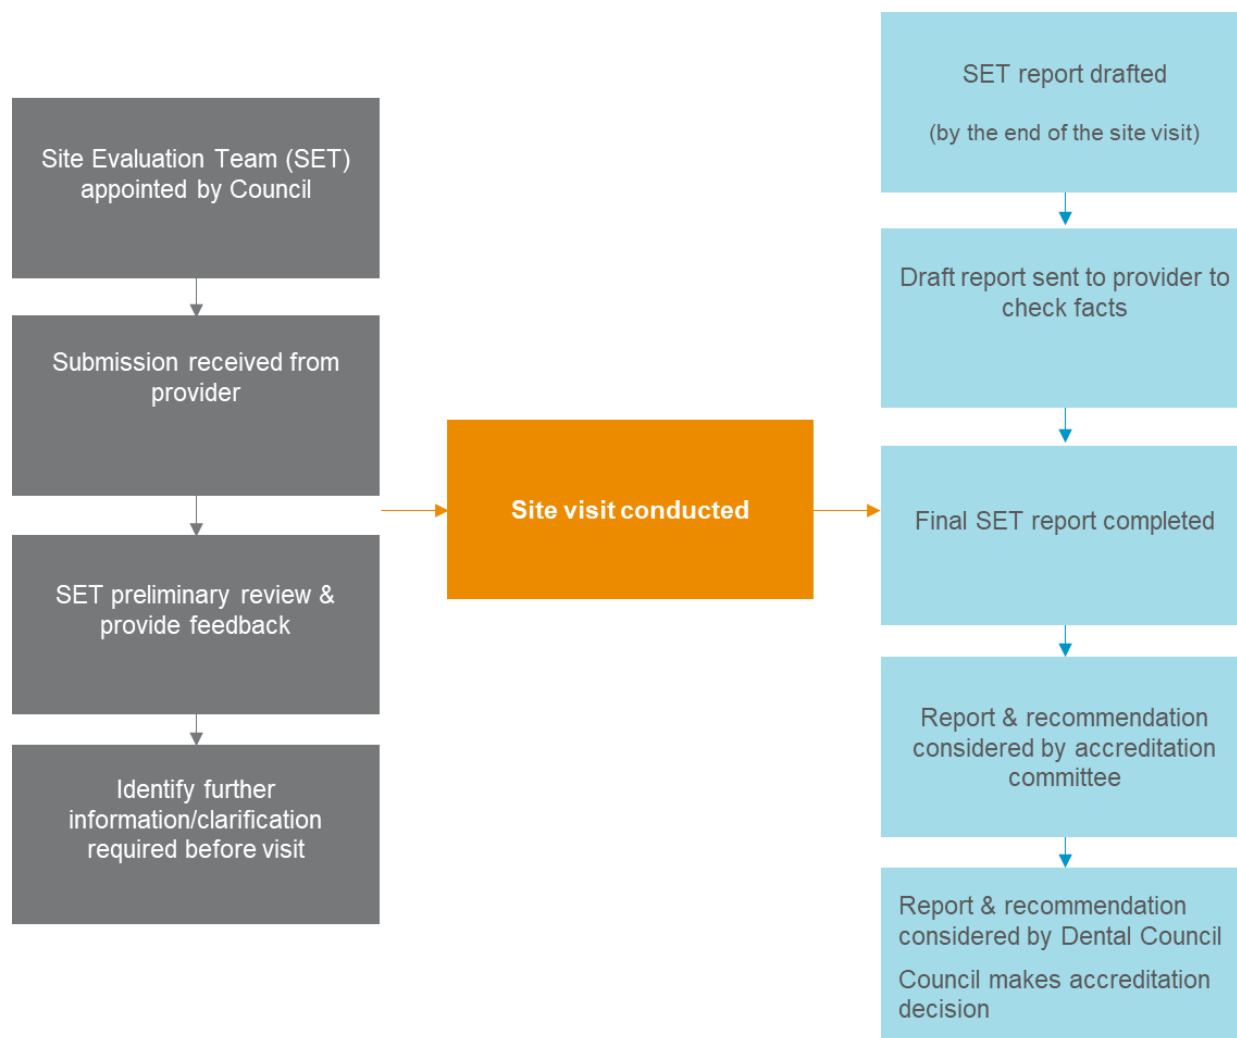 Site Evaluation Team (SET)
appointed by Council
Submission received from
provider
SET preliminary review &
provide feedback
Identify further
information/clarification
required before visit
Site visit conducted
SET report drafted
(by the end of the site visit)
Draft report sent to provider to
check facts
Final SET report completed
Report & recommendation
considered by accreditation
committee
Report & recommendation
considered by Dental Council
Council makes accreditation
decision